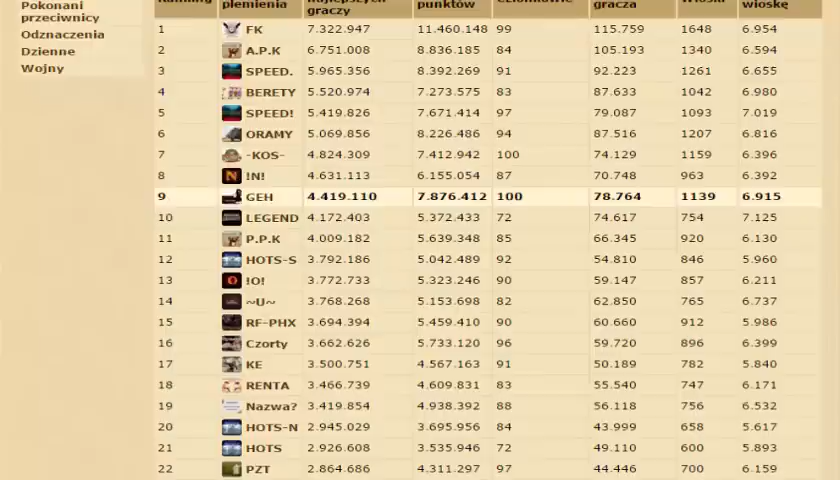 Pokonani
przeciwnicy
Odznaczenia
Dzienne
Wojny
Ranking plemienia najlepszych graczy punktów Członkowie gracza Wioski wioskę
1 FK 7.322.947 11.460.148 99 115.759 1648 6.954
2 A.P.K 6.751.008 8.836.185 84 105.193 1340 6.594
3 SPEED. 5.965.356 8.392.269 91 92.223 1261 6.655
4 BERETY 5.520.974 7.273.575 83 87.633 1042 6.980
5 SPEED! 5.419.826 7.671.414 97 79.087 1093 7.019
6 ORAMY 5.069.856 8.226.486 94 87.516 1207 6.816
7 -KOS- 4.824.309 7.412.942 100 74.129 1159 6.396
8 !N! 4.631.113 6.155.054 87 70.748 963 6.392
9 GEH 4.419.110 7.876.412 100 78.764 1139 6.915
10 LEGEND 4.172.403 5.372.433 72 74.617 754 7.125
11 P.P.K 4.009.182 5.639.348 85 66.345 920 6.130
12 HOTS-S 3.792.186 5.042.489 92 54.810 846 5.960
13 !O! 3.772.733 5.323.246 90 59.147 857 6.211
14 ~U~ 3.768.268 5.153.698 82 62.850 765 6.737
15 RF-PHX 3.694.394 5.459.410 90 60.660 912 5.986
16 Czorty 3.662.626 5.733.120 96 59.720 896 6.399
17 KE 3.500.751 4.567.163 91 50.189 782 5.840
18 RENTA 3.466.739 4.609.831 83 55.540 747 6.171
19 Nazwa? 3.419.854 4.938.392 88 56.118 756 6.532
20 HOTS-N 2.945.029 3.695.956 84 43.999 658 5.617
21 HOTS 2.926.608 3.535.946 72 49.110 600 5.893
22 PZT 2.864.686 4.311.297 97 44.446 700 6.159